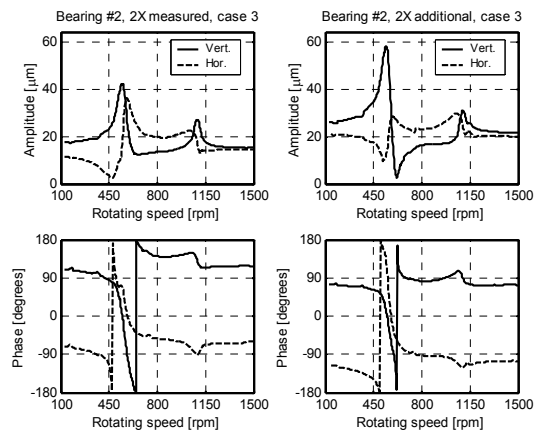 Bearing #2, 2X measured, case 3
Amplitude [μm]
60
40
20
0
Vert.
Hor.
100 450 800 1150 1500
Rotating speed [rpm]
Bearing #2, 2X additional, case 3
Amplitude [μm]
60
40
20
0
Vert.
Hor.
100 450 800 1150 1500
Rotating speed [rpm]
Phase [degrees]
180
90
0
-90
-180
100 450 800 1150 1500
Rotating speed [rpm]
Phase [degrees]
180
90
0
-90
-180
100 450 800 1150 1500
Rotating speed [rpm]